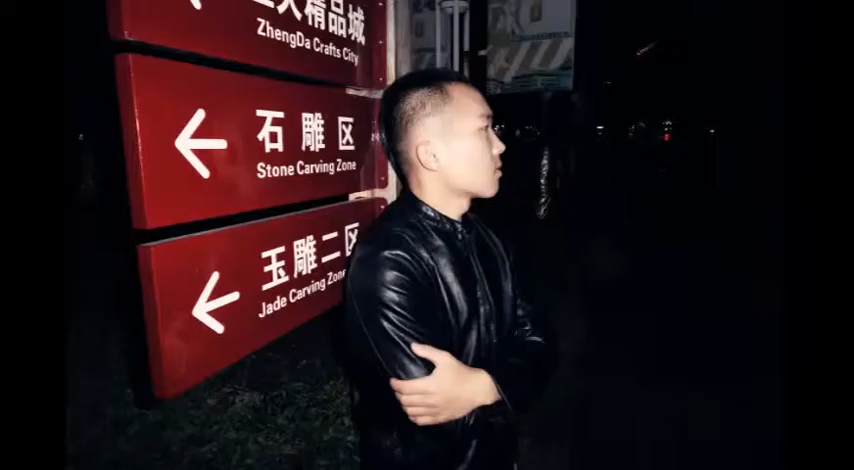 大精品城
ZhengDa Crafts City
石雕区
Stone Carving Zone
玉雕二区
Jade Carving Zone